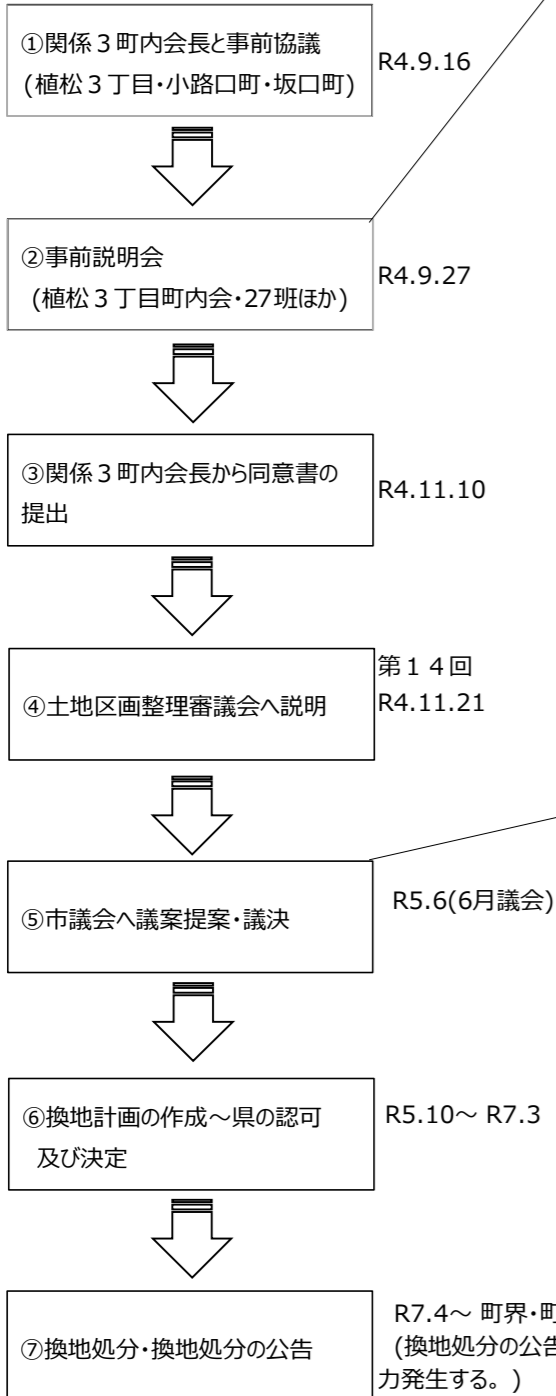 ①関係３町内会長と事前協議
(植松３丁目・小路口町・坂口町)
R4.9.16
②事前説明会
(植松３丁目町内会・27班ほか)
R4.9.27
③関係３町内会長から同意書の
提出
R4.11.10
④土地区画整理審議会へ説明
第１４回
R4.11.21
⑤市議会へ議案提案・議決
R5.6(6月議会)
⑥換地計画の作成～県の認可
及び決定
R5.10～ R7.3
⑦換地処分・換地処分の公告
R7.4～ 町界・町
(換地処分の公告
力発生する。)